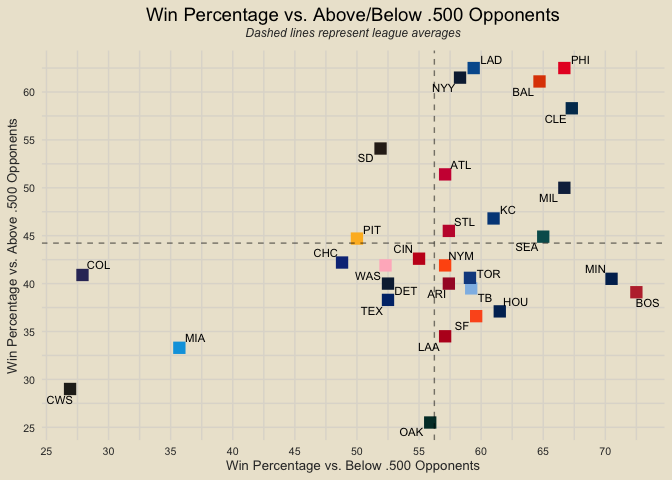 Win Percentage vs. Above/Below .500 Opponents
Dashed lines represent league averages
Win Percentage vs. Above .500 Opponents
60
55
50
45
40
35
30
25
LAD
PHI
NYY
BAL
CLE
SD
ATL
MIL
KC
STL
PIT
SEA
CHC
CIN
NYM
COL
WAS
TOR
MIN
DET
ARI
TB
BOS
TEX
HOU
SF
MIA
LAA
CWS
OAK
25
30
35
40
45
50
55
60
65
70
Win Percentage vs. Below .500 Opponents